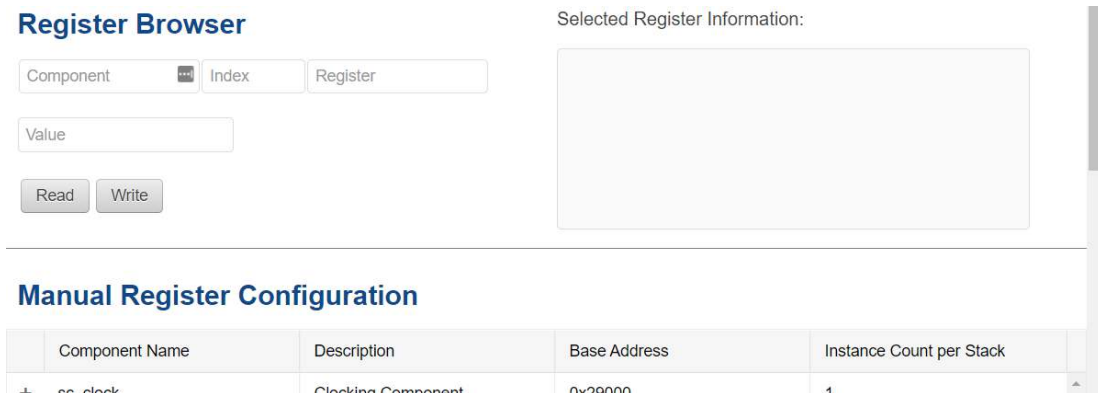 Register Browser
Selected Register Information:
Component Index Register
Value
Read Write
Manual Register Configuration
Component Name Description Base Address Instance Count per Stack
+ sc_clock Clocking Component 0x29000 1